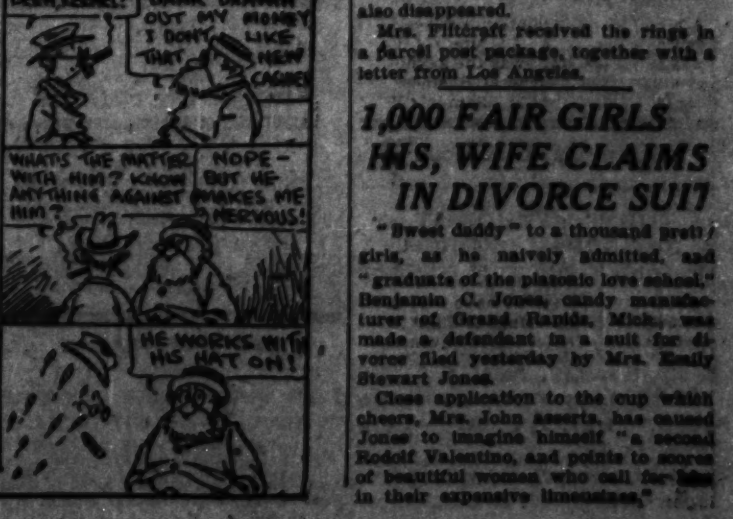 OUT MY MONEY
I DON'T LIKE
THAT NEW
WHAT'S THE MATTER
WITH HIM? KNOW
ANYTHING AGAINST
HIM?
NOPE-
BUT HE
MAKES ME
NERVOUS!
HE WORKS WITH
HIS HAT ON!
also disappeared.
Mrs. Flitcraft received the rings in
a parcel post package, together with a
letter from Los Angeles.
1,000 FAIR GIRLS
HIS, WIFE CLAIMS
IN DIVORCE SUIT
"Sweet daddy" to a thousand pretty
girls, as he naively admitted, and
"graduate of the platonic love school,"
Benjamin C. Jones, candy manufac-
turer of Grand Rapids, Mich., was
made a defendant in a suit for di-
vorce filed yesterday by Mrs. Emily
Stewart Jones.
Close application to the cup which
cheers, Mrs. John asserts, has caused
Jones to imagine himself "a second
Rodolf Valentino, and points to scores
of beautiful women who call for him
in their expensive limousines."